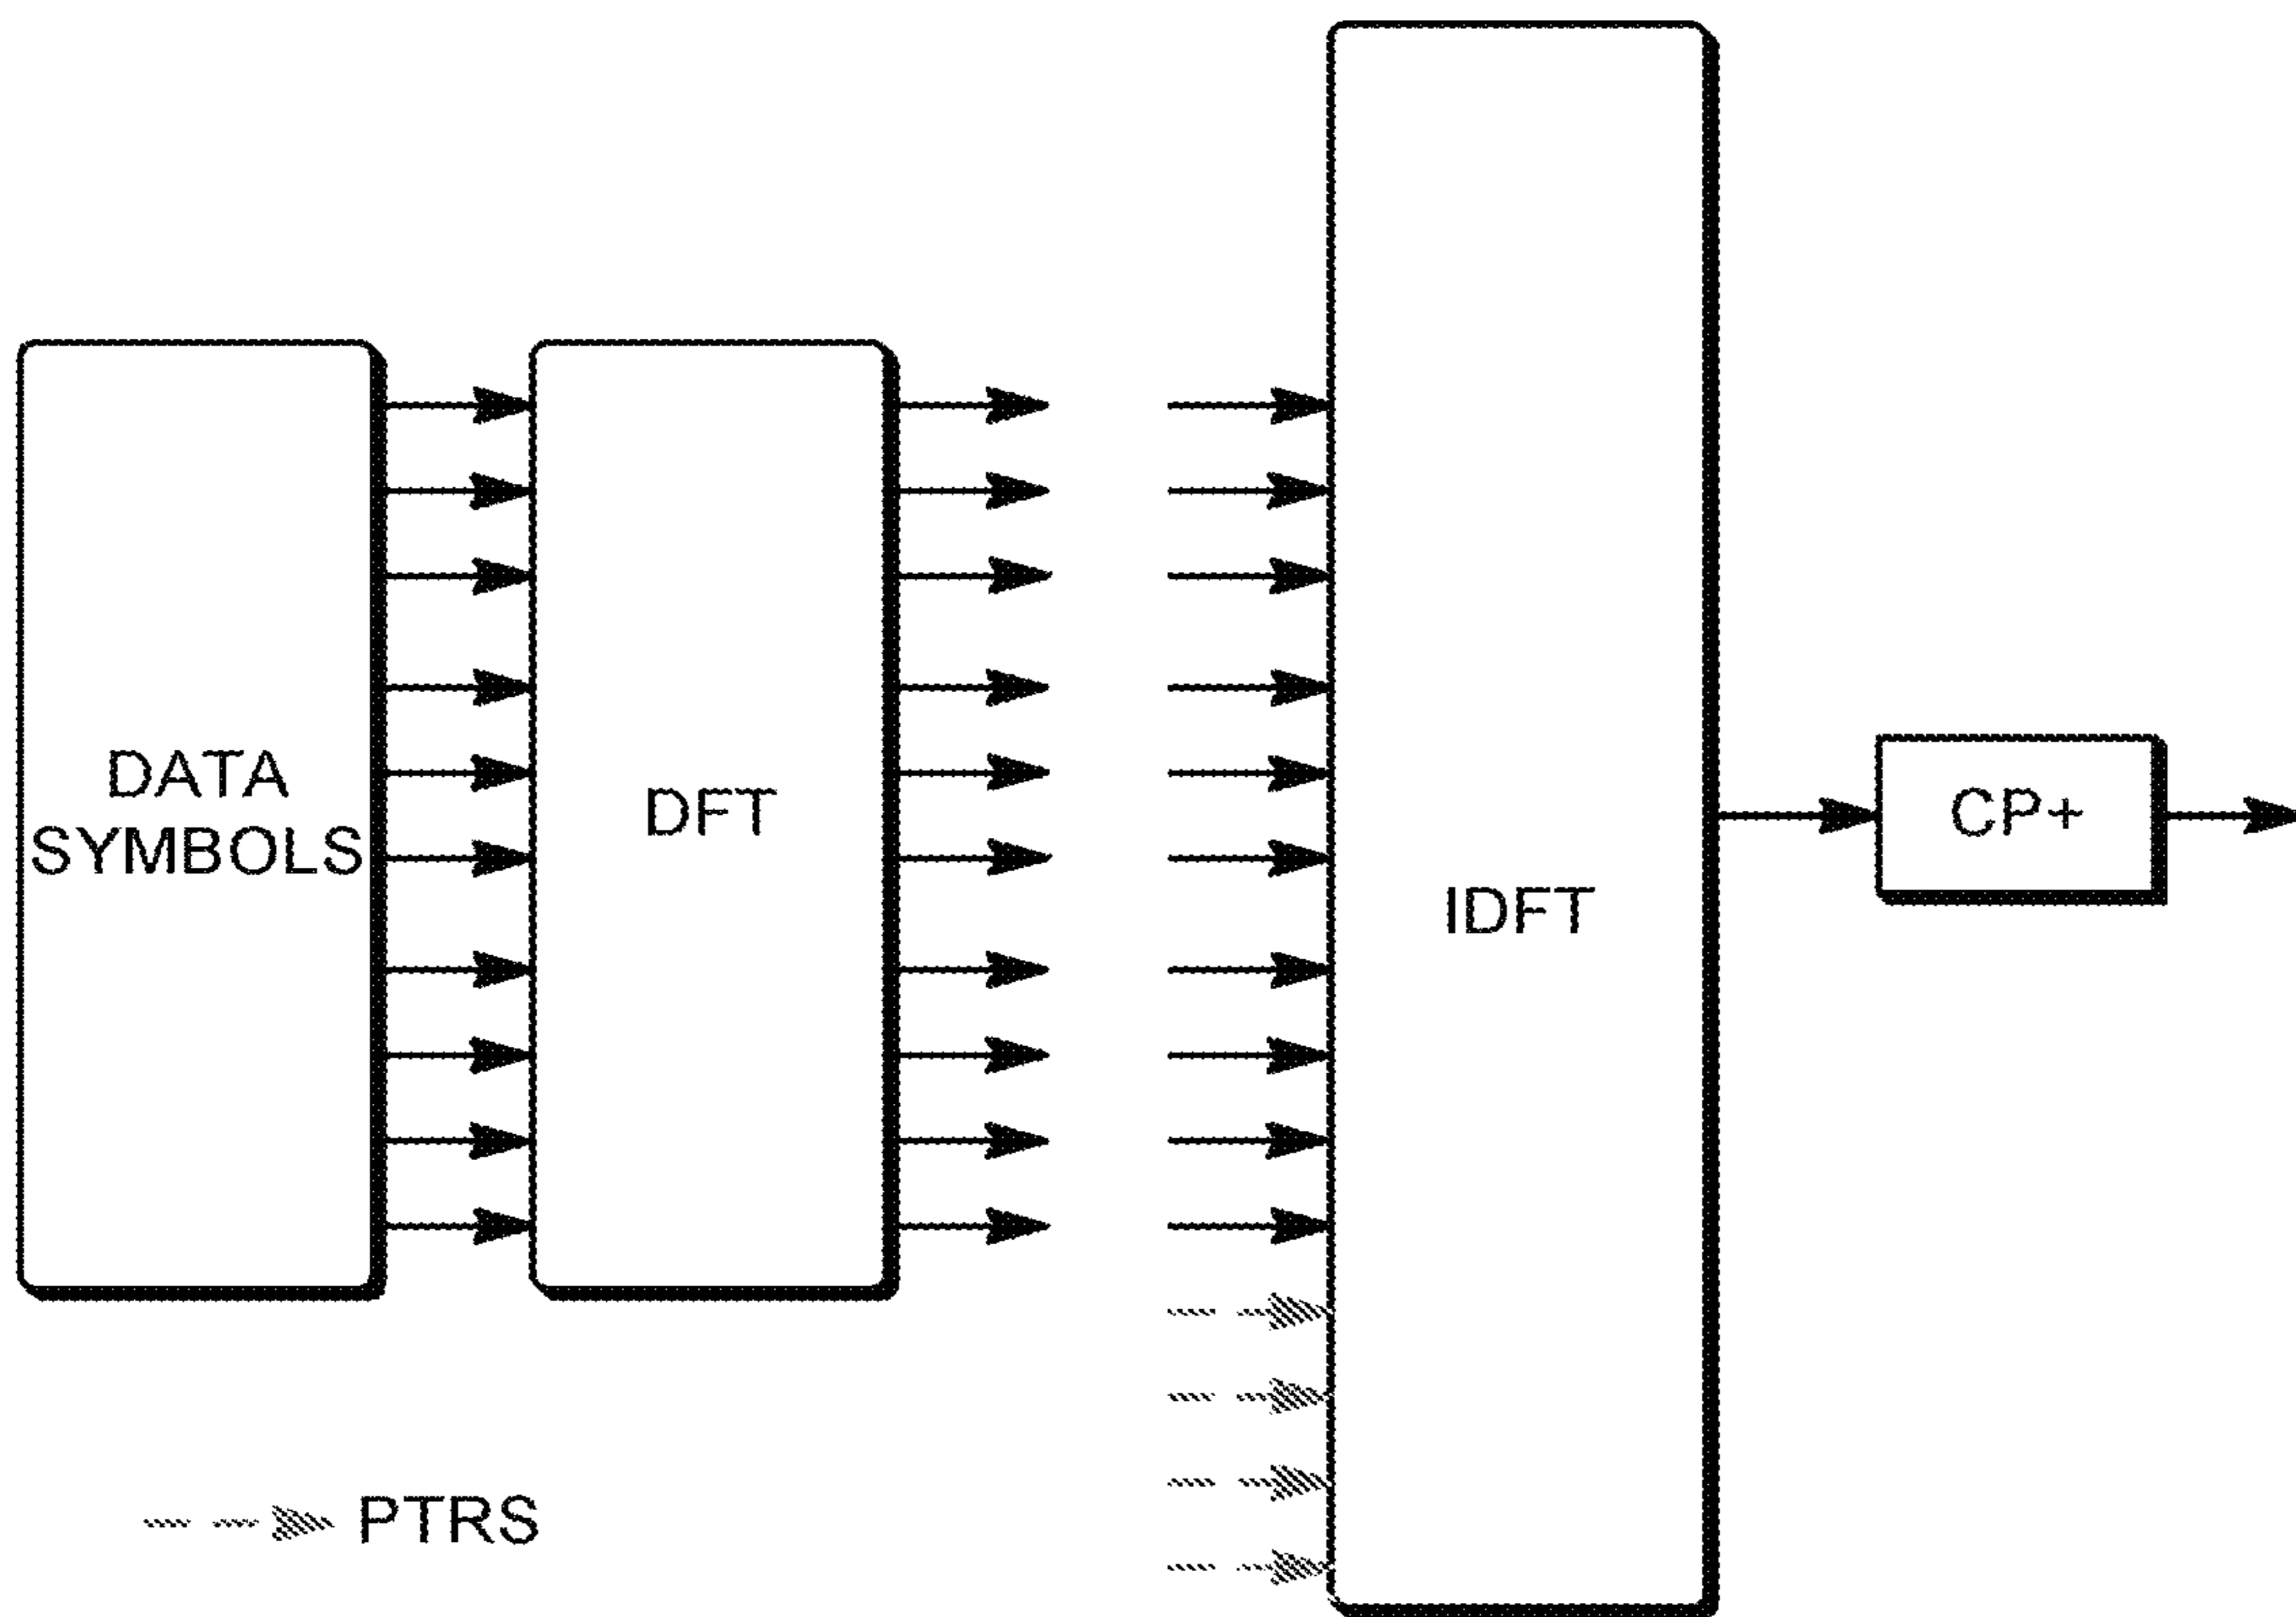 DATA
SYMBOLS
DFT
IDFT
CP+
PTRS